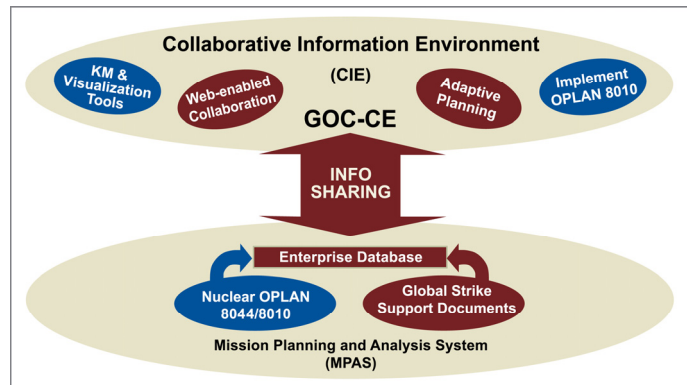 Collaborative Information Environment
(CIE)
KM &
Visualization
Tools
Web-enabled
Collaboration
Adaptive
Planning
Implement
OPLAN 8010
GOC-CE
INFO
SHARING
Enterprise Database
Nuclear OPLAN
8044/8010
Global Strike
Support Documents
Mission Planning and Analysis System
(MPAS)